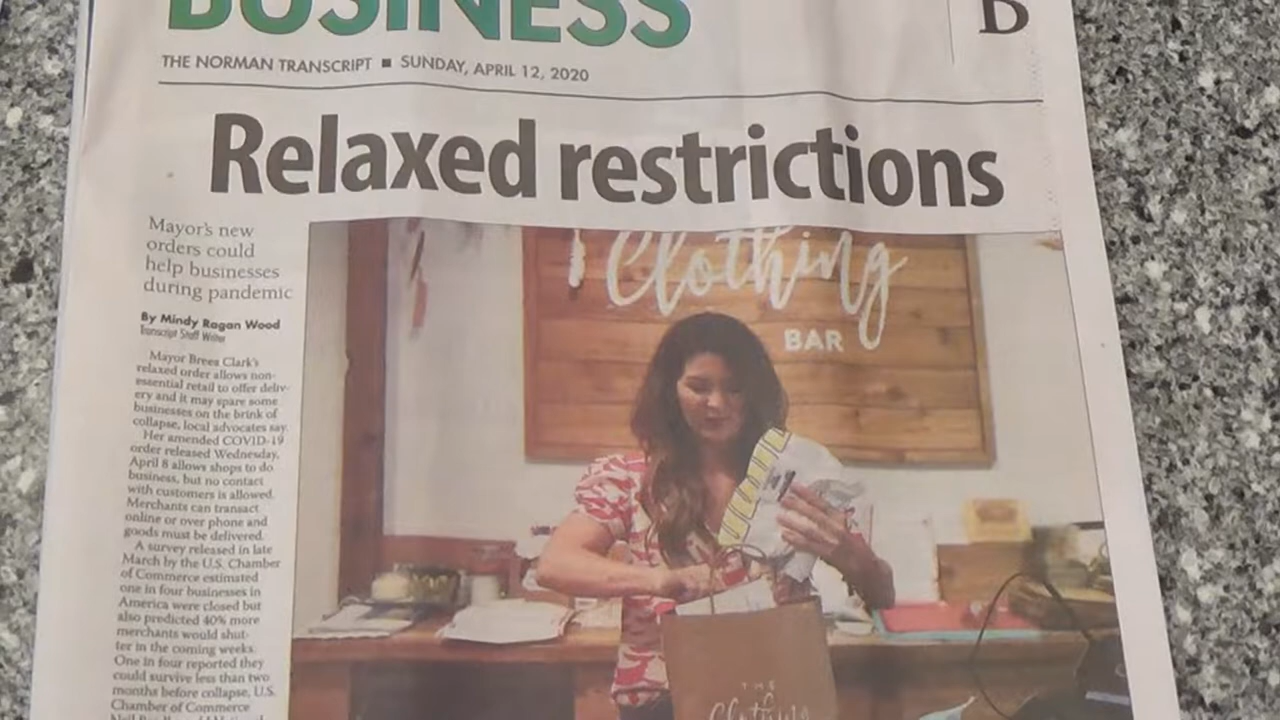 BUSINESS
B
THE NORMAN TRANSCRIPT ■ SUNDAY, APRIL 12, 2020
Relaxed restrictions
Mayor's new
orders could
help businesses
during pandemic
By Mindy Ragan Wood
Transcript Staff Writer
Mayor Breea Clark's
relaxed order allows non-
essential retail to offer deliv-
ery and it may spare some
businesses on the brink of
collapse, local advocates say.
Her amended COVID-19
order released Wednesday,
April 8 allows shops to do
business, but no contact
with customers is allowed.
Merchants can transact
online or over phone and
goods must be delivered.
A survey released in late
March by the U.S. Chamber
of Commerce estimated
one in four businesses in
America were closed but
also predicted 40% more
merchants would shut-
ter in the coming weeks.
One in four reported they
could survive less than two
months before collapse, U.S.
Chamber of Commerce
Clothing
BAR
THE
Clothing